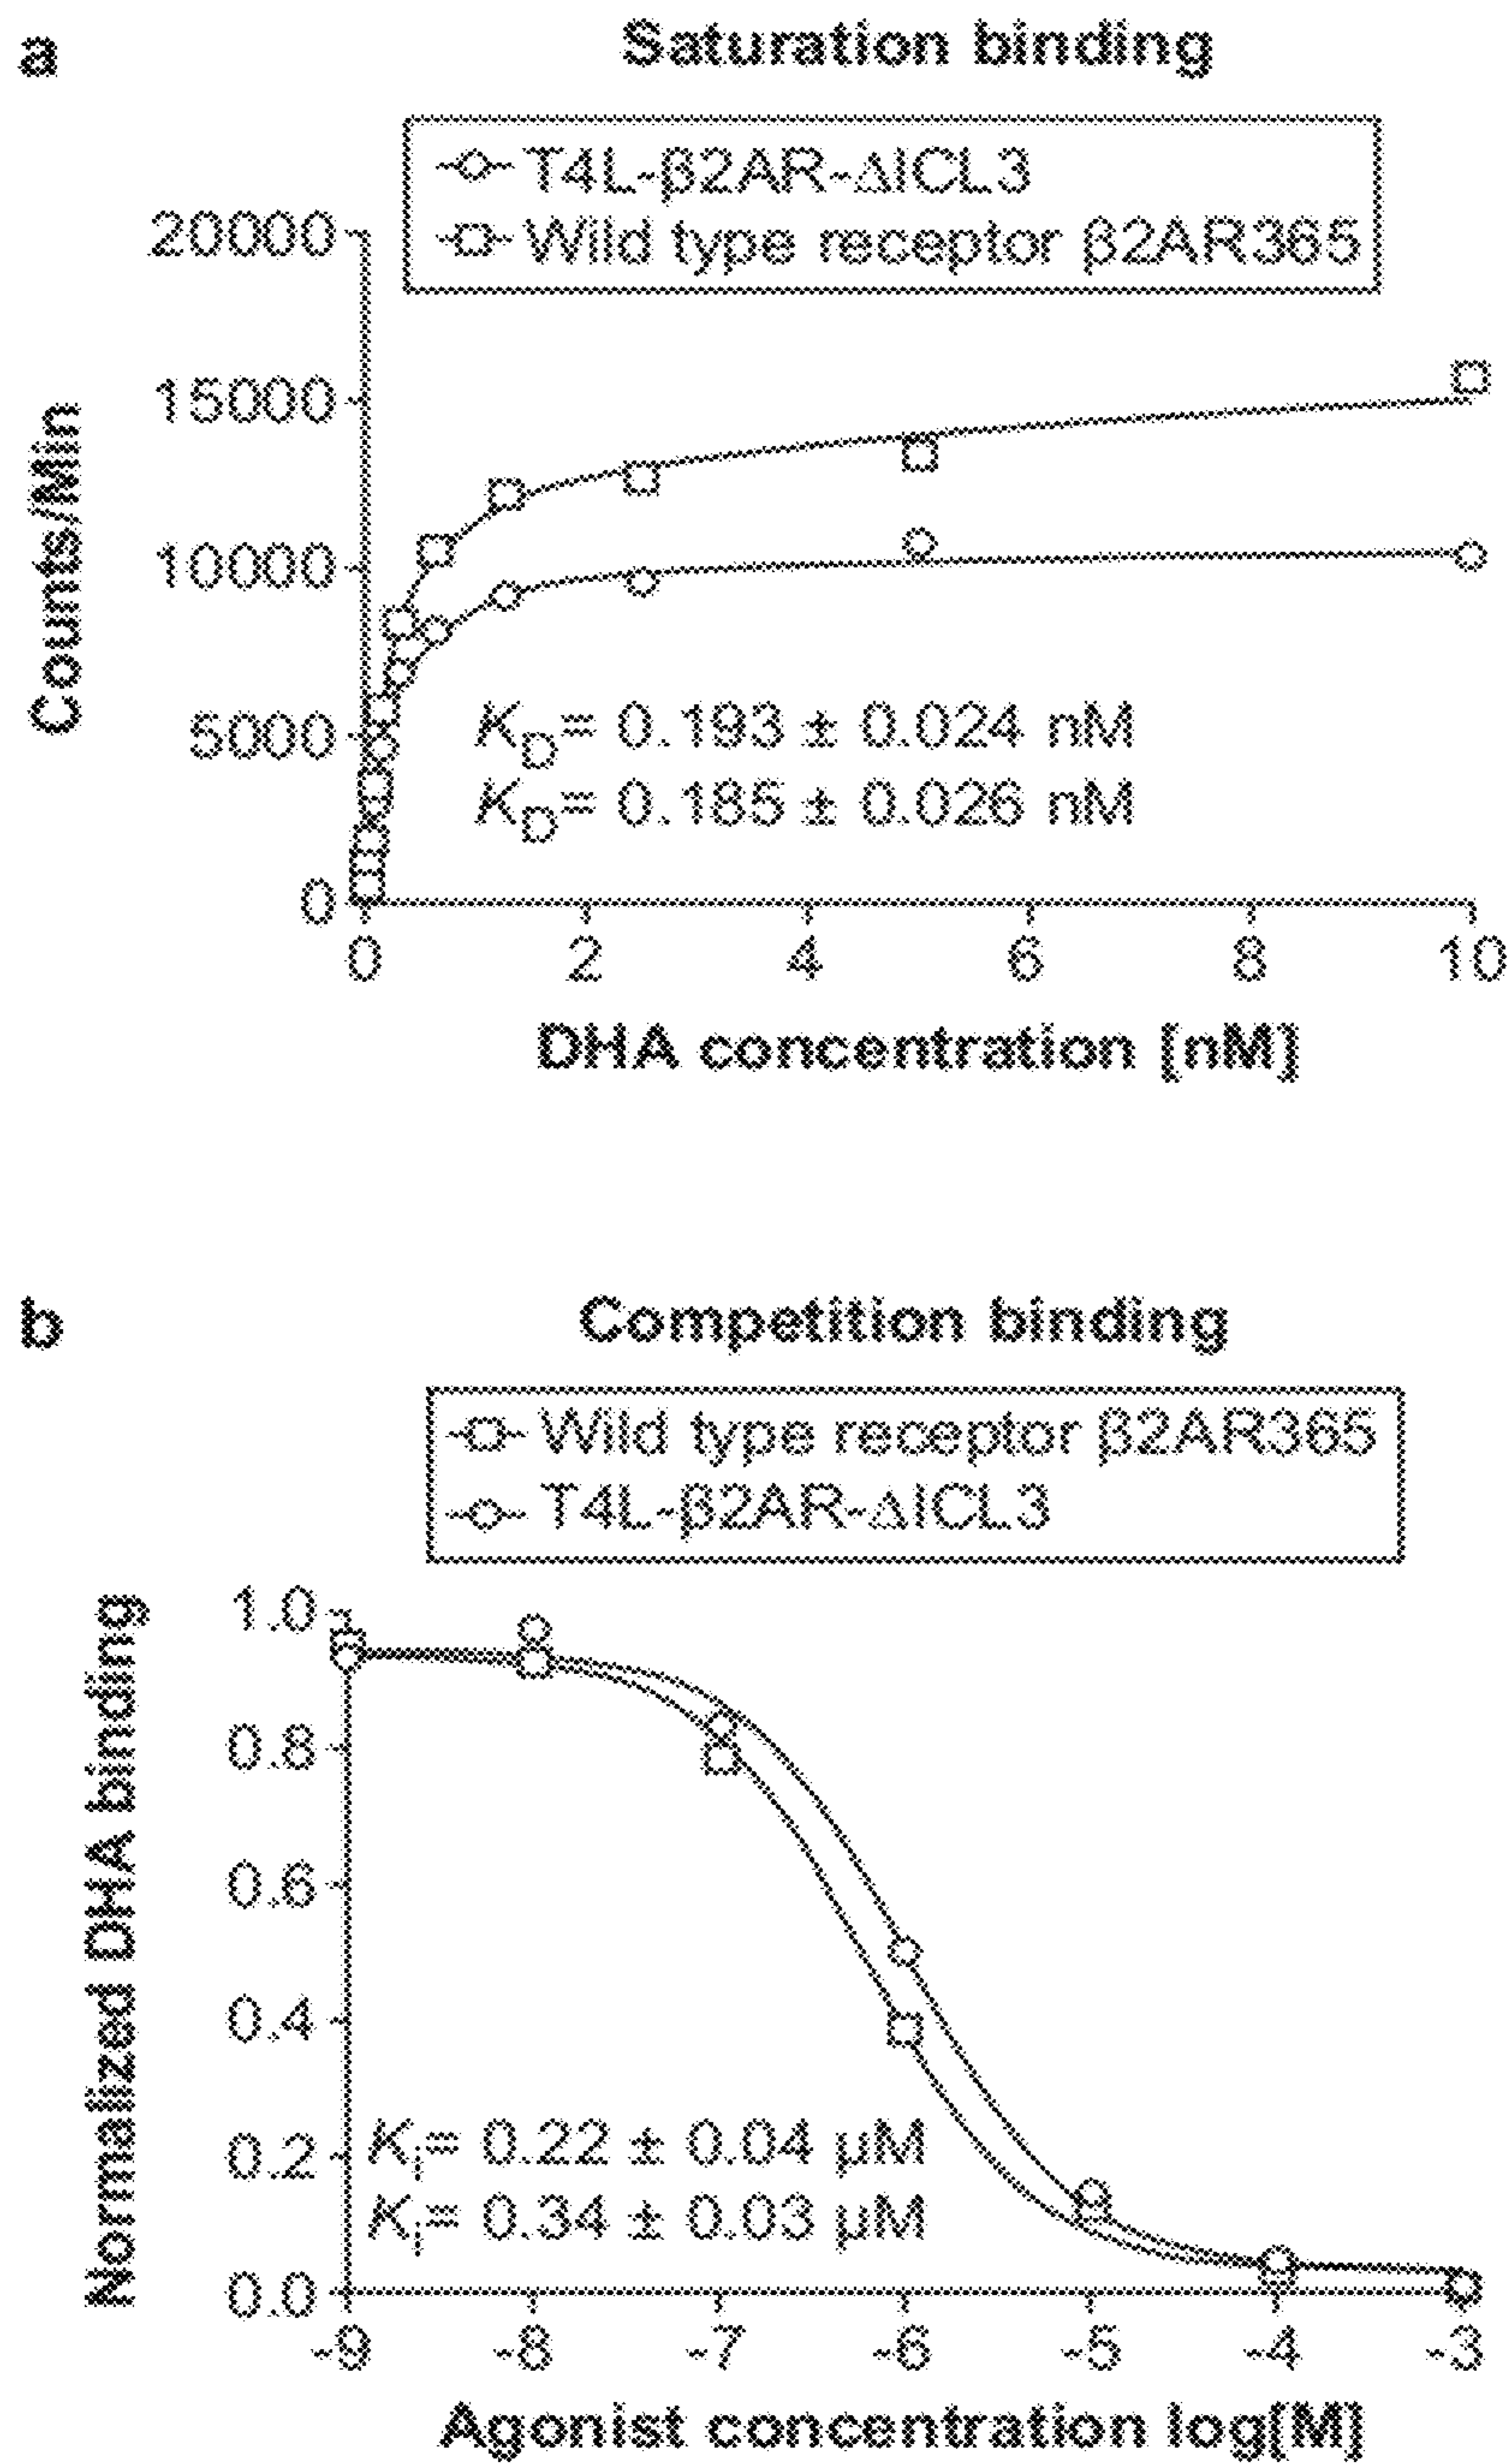 a
Saturation binding
T4L-β2AR-ΔICL3
Wild type receptor β2AR365
Counts/Min
20000
15000
10000
5000
0
K_D= 0.193 ± 0.024 nM
K_D= 0.185 ± 0.026 nM
0 2 4 6 8 10
DHA concentration [nM]
b
Competition binding
Wild type receptor β2AR365
T4L-β2AR-ΔICL3
Normalized DHA binding
1.0
0.8
0.6
0.4
0.2
0.0
K_i= 0.22 ± 0.04 μM
K_i= 0.34 ± 0.03 μM
-9 -8 -7 -6 -5 -4 -3
Agonist concentration log[M]